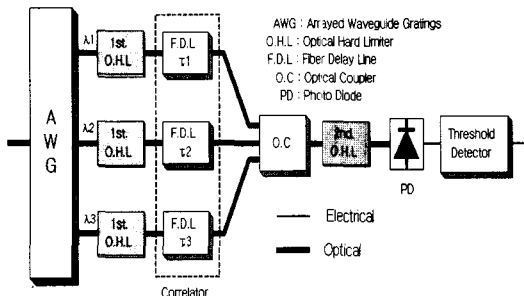 AWG : Arrayed Waveguide Gratings
O.H.L : Optical Hard Limiter
F.D.L : Fiber Delay Line
O.C : Optical Coupler
PD : Photo Diode
λ1
1st.
O.H.L
F.D.L
τ1
A
W
G
λ2
1st.
O.H.L
F.D.L
τ2
O.C
2nd.
O.H.L
PD
Threshold
Detector
λ3
1st.
O.H.L
F.D.L
τ3
Correlator
Electrical
Optical